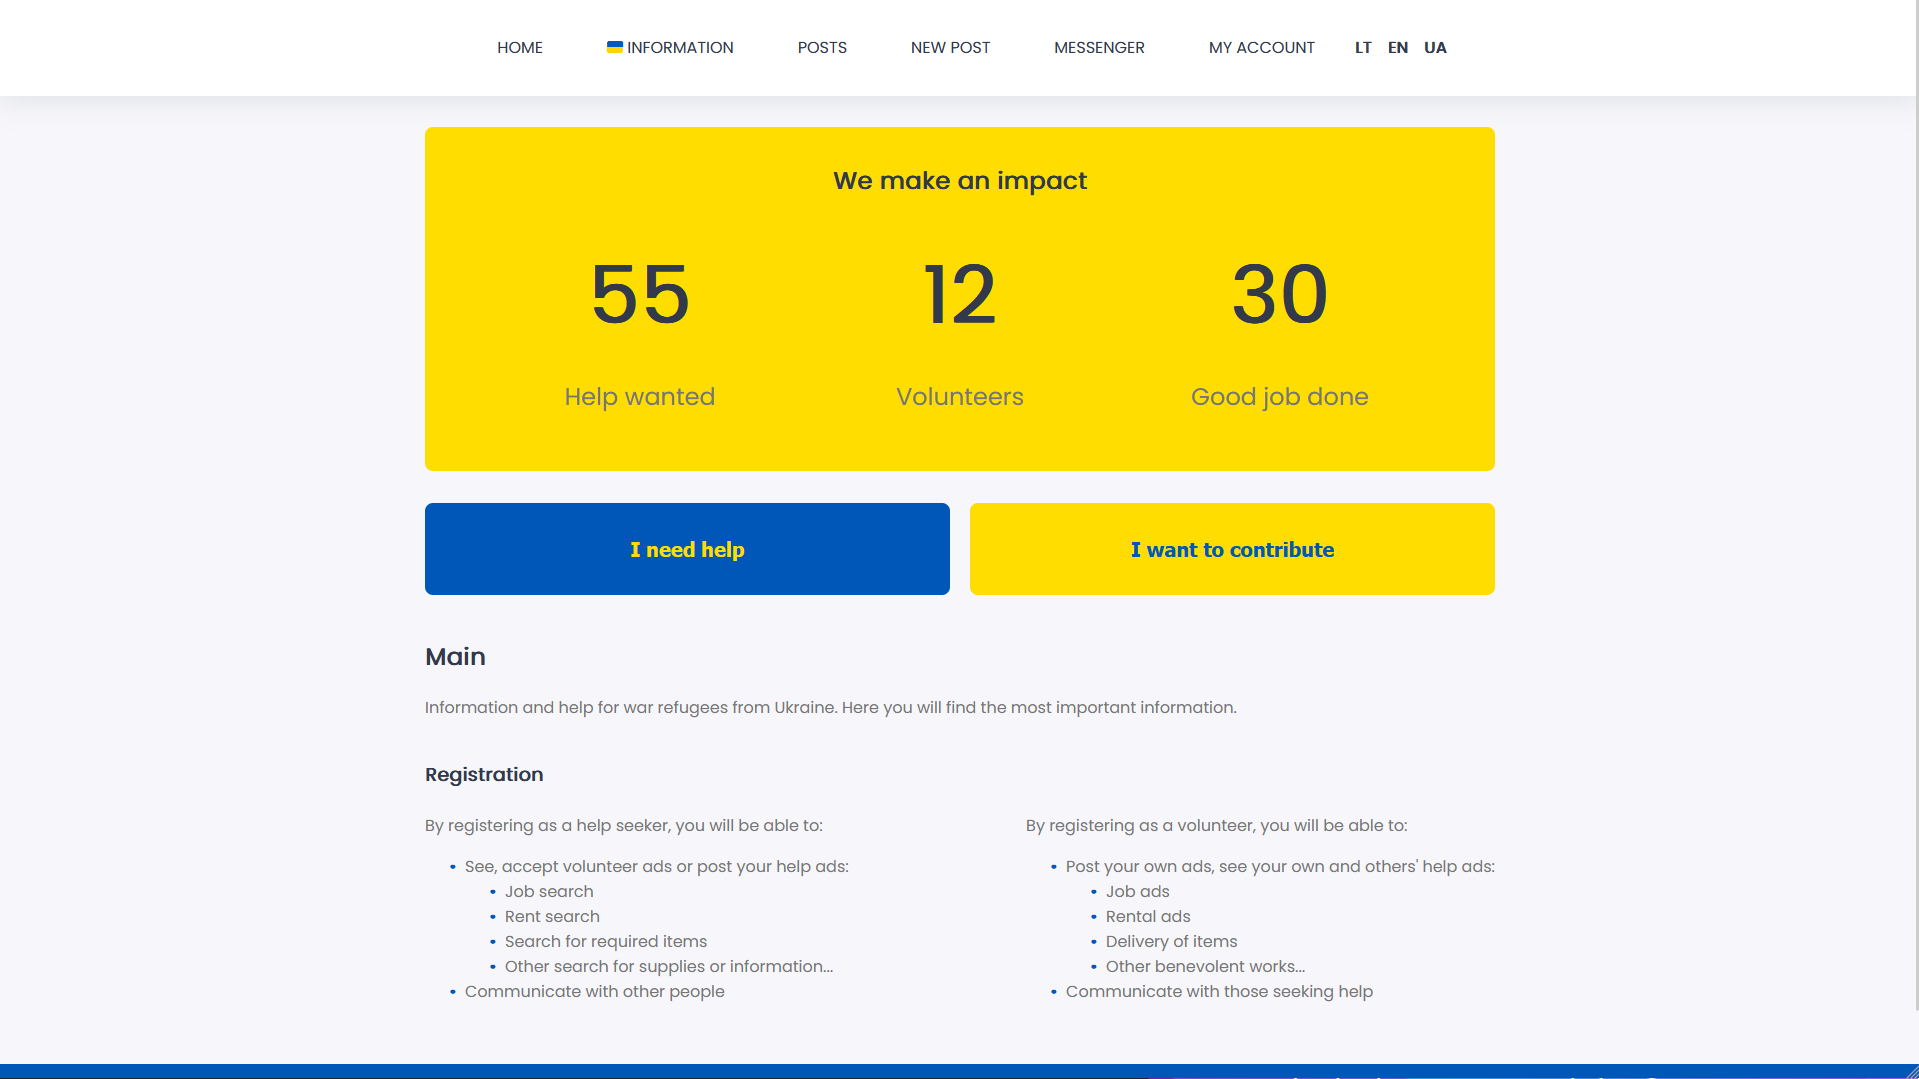 HOME INFORMATION POSTS NEW POST MESSENGER MY ACCOUNT LT EN UA
We make an impact
55 12 30
Help wanted Volunteers Good job done
I need help I want to contribute
Main
Information and help for war refugees from Ukraine. Here you will find the most important information.
Registration
By registering as a help seeker, you will be able to:
• See, accept volunteer ads or post your help ads:
• Job search
• Rent search
• Search for required items
• Other search for supplies or information...
• Communicate with other people
By registering as a volunteer, you will be able to:
• Post your own ads, see your own and others' help ads:
• Job ads
• Rental ads
• Delivery of items
• Other benevolent works...
• Communicate with those seeking help